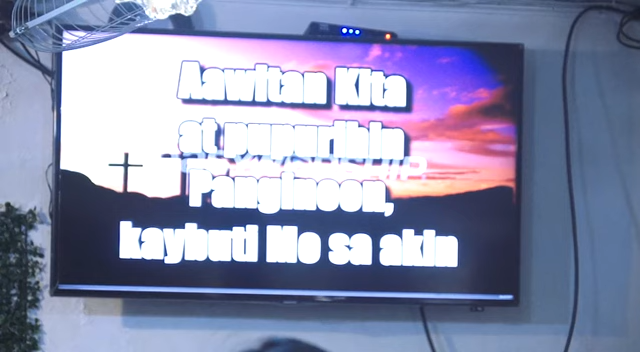 Aawitan Kita
at pupurihin
Panginoon,
kaybuti Mo sa akin